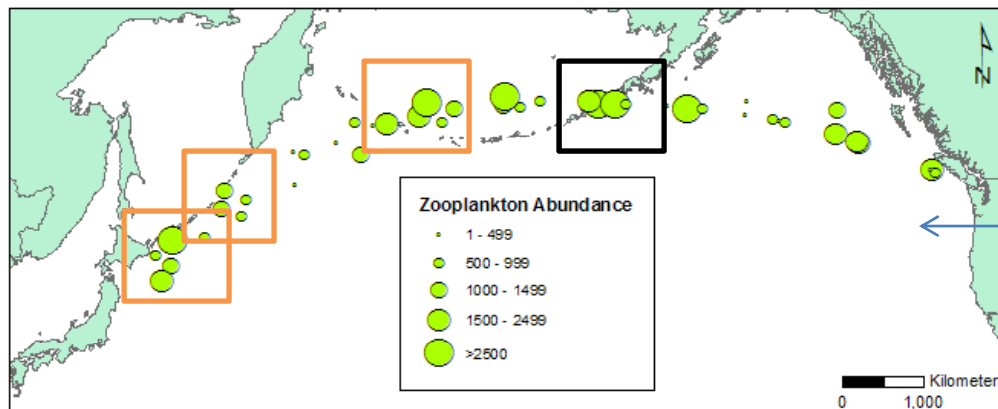 N
Zooplankton Abundance
1 - 499
500 - 999
1000 - 1499
1500 - 2499
>2500
Kilometer
0 1,000